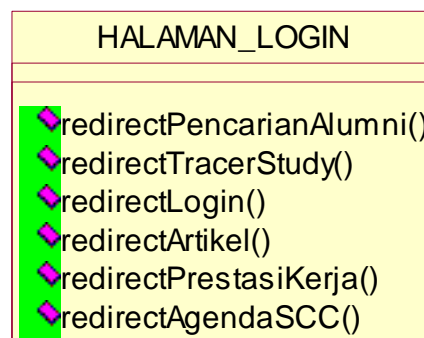 HALAMAN_LOGIN
redirectPencarianAlumni()
redirectTracerStudy()
redirectLogin()
redirectArtikel()
redirectPrestasiKerja()
redirectAgendaSCC()